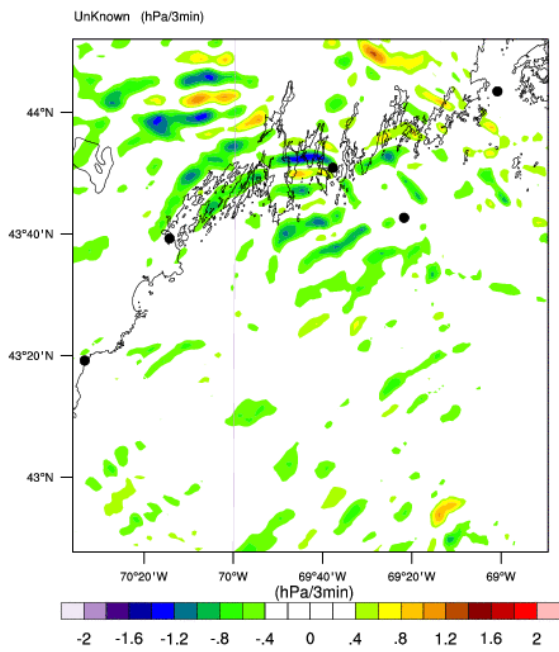 UnKnown (hPa/3min)
44°N
43°40'N
43°20'N
43°N
70°20'W 70°W 69°40'W 69°20'W 69°W
(hPa/3min)
-2 -1.6 -1.2 -.8 -.4 0 .4 .8 1.2 1.6 2